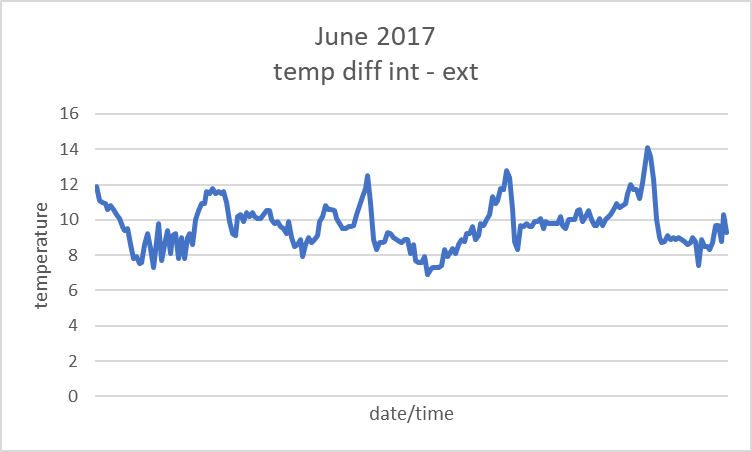 June 2017
temp diff int - ext
16
14
12
10
8
6
4
2
0
temperature
date/time